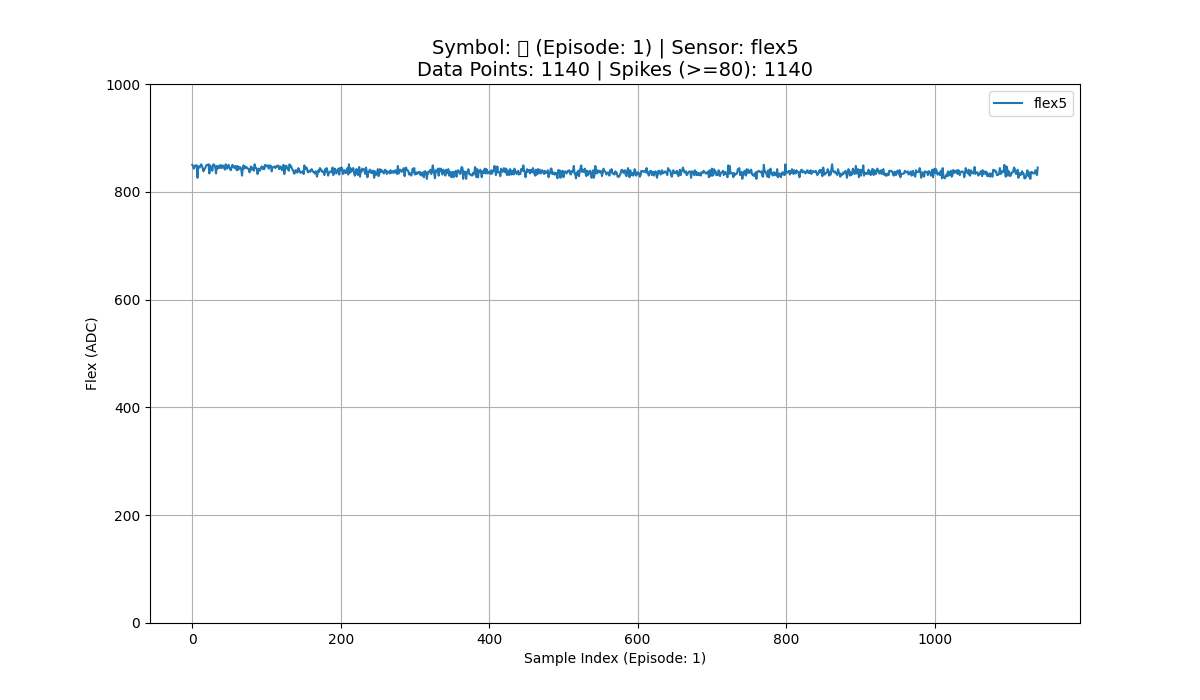 Symbol: (Episode: 1) | Sensor: flex5
Data Points: 1140 | Spikes (>=80): 1140
flex5
1000
800
600
400
200
0
Flex (ADC)
0 200 400 600 800 1000
Sample Index (Episode: 1)